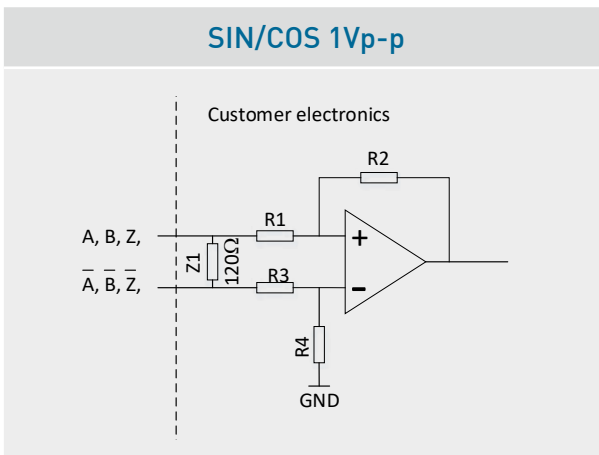 SIN/COS 1Vp-p
Customer electronics
R2
R1
A, B, Z,
+
Z1
120Ω
A̅, B̅, Z̅,
R3
-
R4
GND